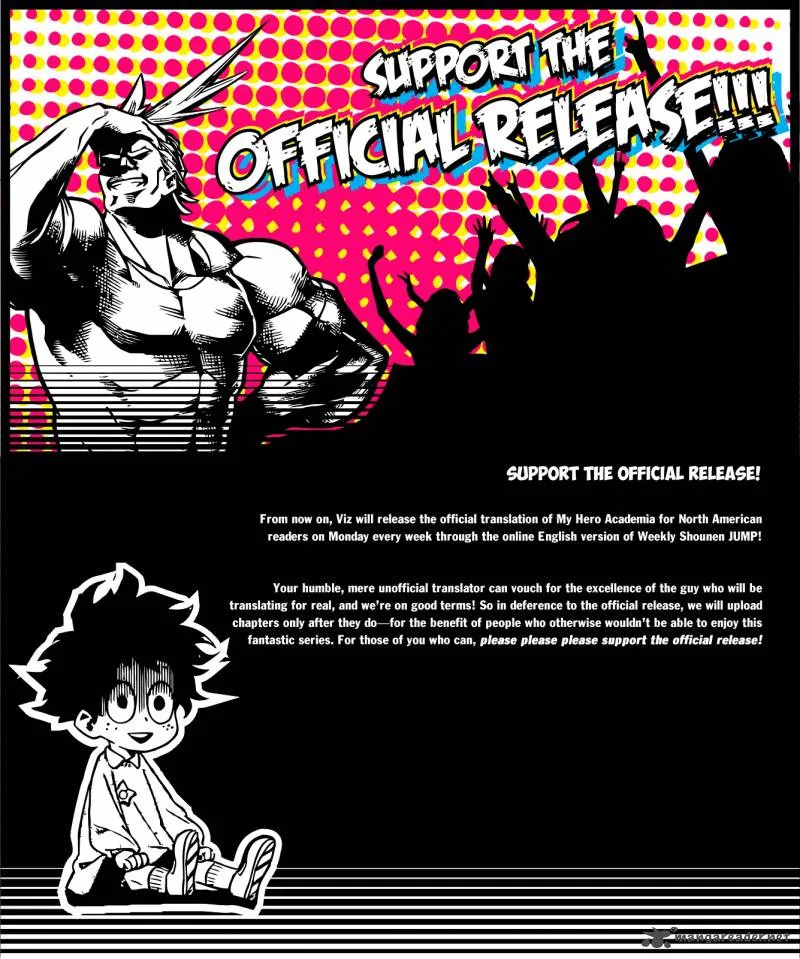 SUPPORT THE
OFFICIAL RELEASE!!!
SUPPORT THE OFFICIAL RELEASE!
From now on, Viz will release the official translation of My Hero Academia for North American
readers on Monday every week through the online English version of Weekly Shounen JUMP!
Your humble, mere unofficial translator can vouch for the excellence of the guy who will be
translating for real, and we're on good terms! So in deference to the official release, we will upload
chapters only after they do—for the benefit of people who otherwise wouldn't be able to enjoy this
fantastic series. For those of you who can, please please please support the official release!
mangareader.net